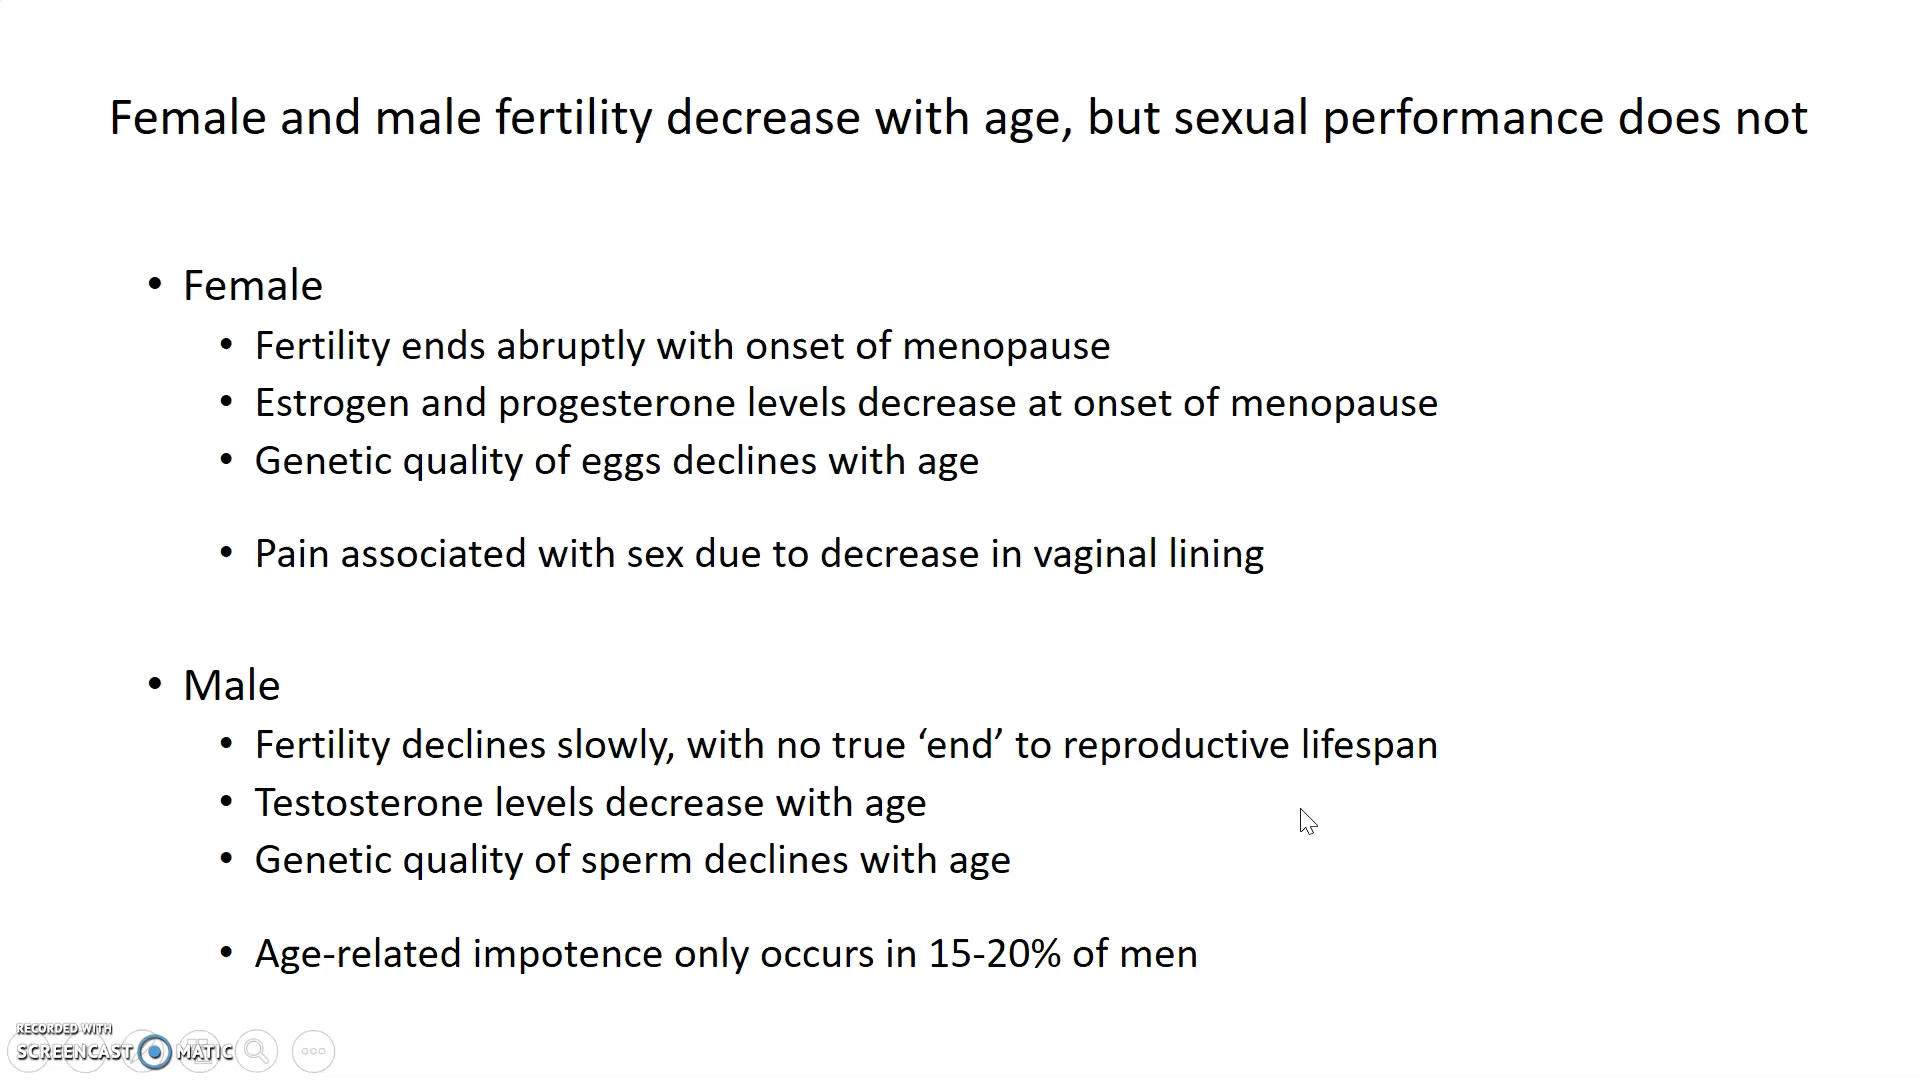 Female and male fertility decrease with age, but sexual performance does not
• Female
• Fertility ends abruptly with onset of menopause
• Estrogen and progesterone levels decrease at onset of menopause
• Genetic quality of eggs declines with age
• Pain associated with sex due to decrease in vaginal lining
• Male
• Fertility declines slowly, with no true ‘end’ to reproductive lifespan
• Testosterone levels decrease with age
• Genetic quality of sperm declines with age
• Age-related impotence only occurs in 15-20% of men
RECORDED WITH
SCREENCAST MATIC